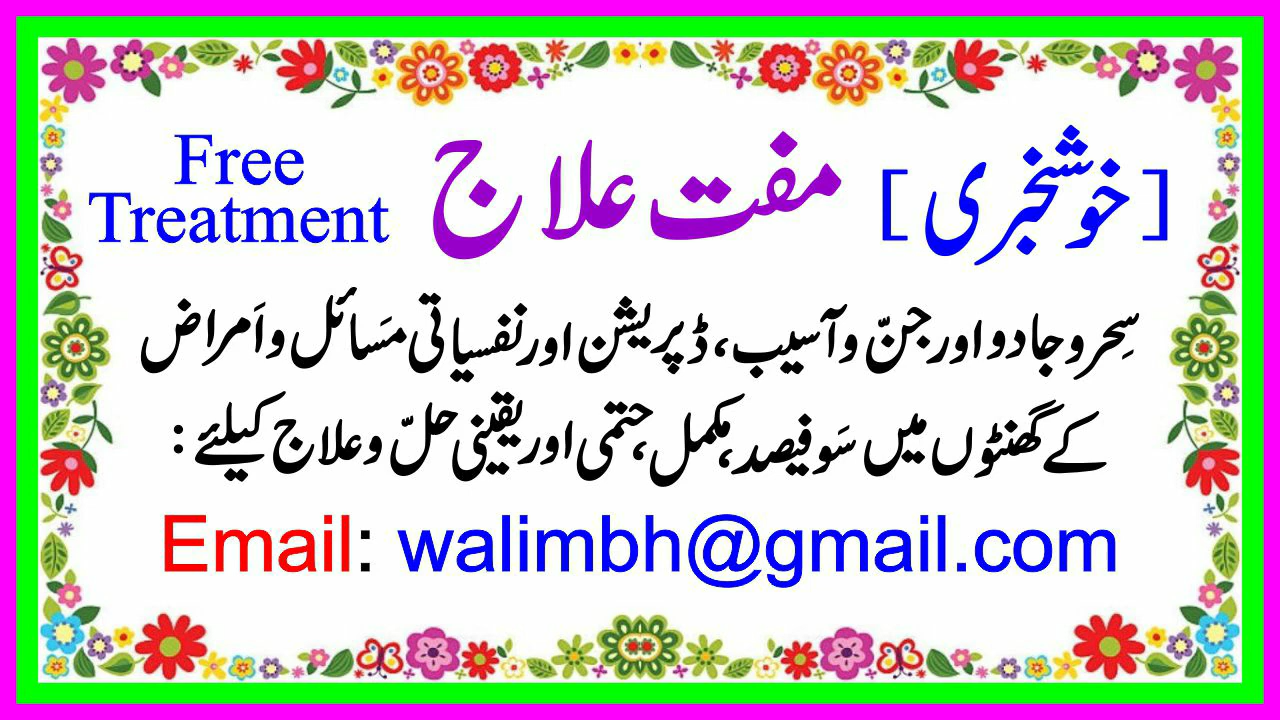 [خوشخبری] مفت علاج Free Treatment
سِحر و جادو اور جنّ و آسیب، ڈپریشن اور نفسیاتی مَسائل و اَمراض
کے گھنٹوں میں سَو فیصد، مکمل، حتمی اور یقینی حلّ و علاج کیلئے:
Email: walimbh@gmail.com